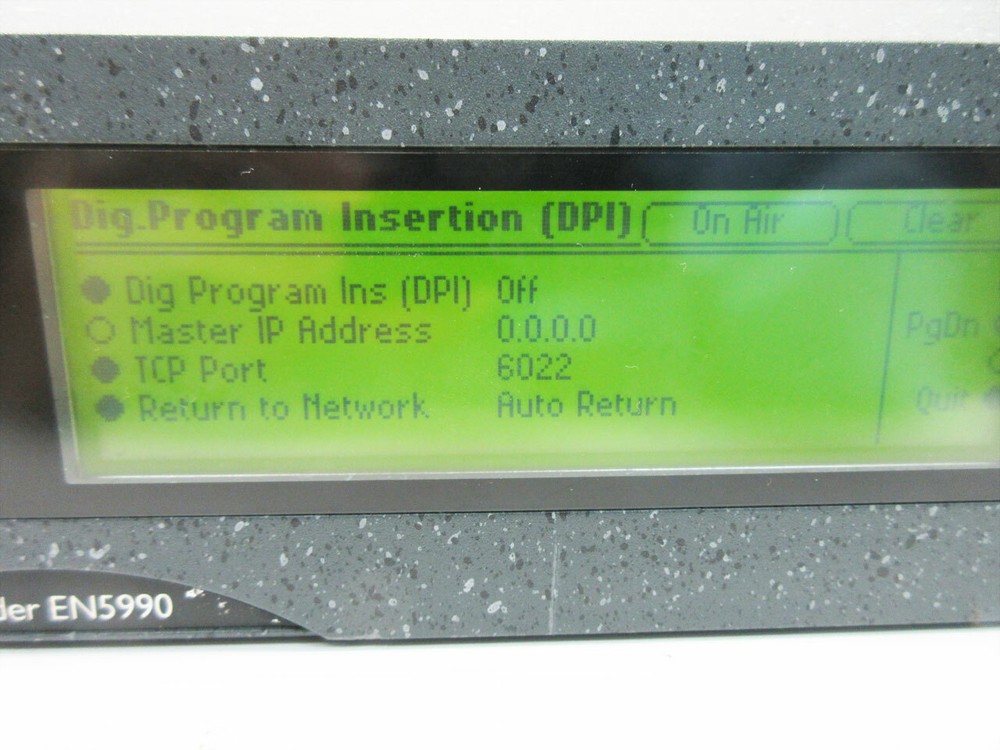 Dig.Program Insertion (DPI) On Air Clear
Dig Program Ins (DPI) Off
Master IP Address 0.0.0.0 PgDn
TCP Port 6022
Return to Network Auto Return Quit
der EN5990